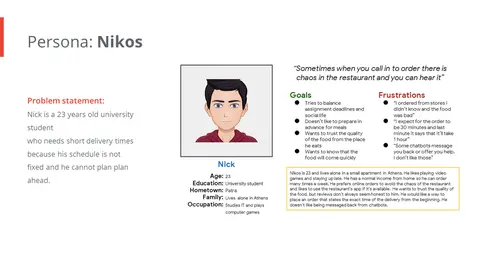 Persona: Nikos
Problem statement:
Nick is a 23 years old university
student
who needs short delivery times
because his schedule is not
fixed and he cannot plan plan
ahead.
Nick
Age: 23
Education: University student
Hometown: Patra
Family: Lives alone in Athens
Occupation: Studies IT and plays
computer games
“Sometimes when you call in to order there is
chaos in the restaurant and you can hear it”
Goals
● Tries to balance
assignment deadlines and
social life
● Doesn't like to prepare in
advance for meals
● Wants to trust the quality
of the food from the place
he eats
● Wants to know that the
food will come quickly
Frustrations
● “I ordered from stores I
didn't know and the food
was bad”
● “I expect for the order to
be 30 minutes and last
minute it says that it'll take
1 hour”
● “Some chatbots message
you back or offer you help,
I don't like those”
Nikos is 23 and lives alone in a small apartment in Athens. He likes playing video
games and staying up late. He has a normal income from home so he can order
many times a week. He prefers online orders to avoid the chaos of the restaurant
and likes to use the restaurant's app if it's available. He wants to trust the quality of
the food, but reviews don't always seem honest to him. He would like a way to
place an order that states the exact time of the delivery from the beginning. He
doesn't like being messaged back from chatbots.